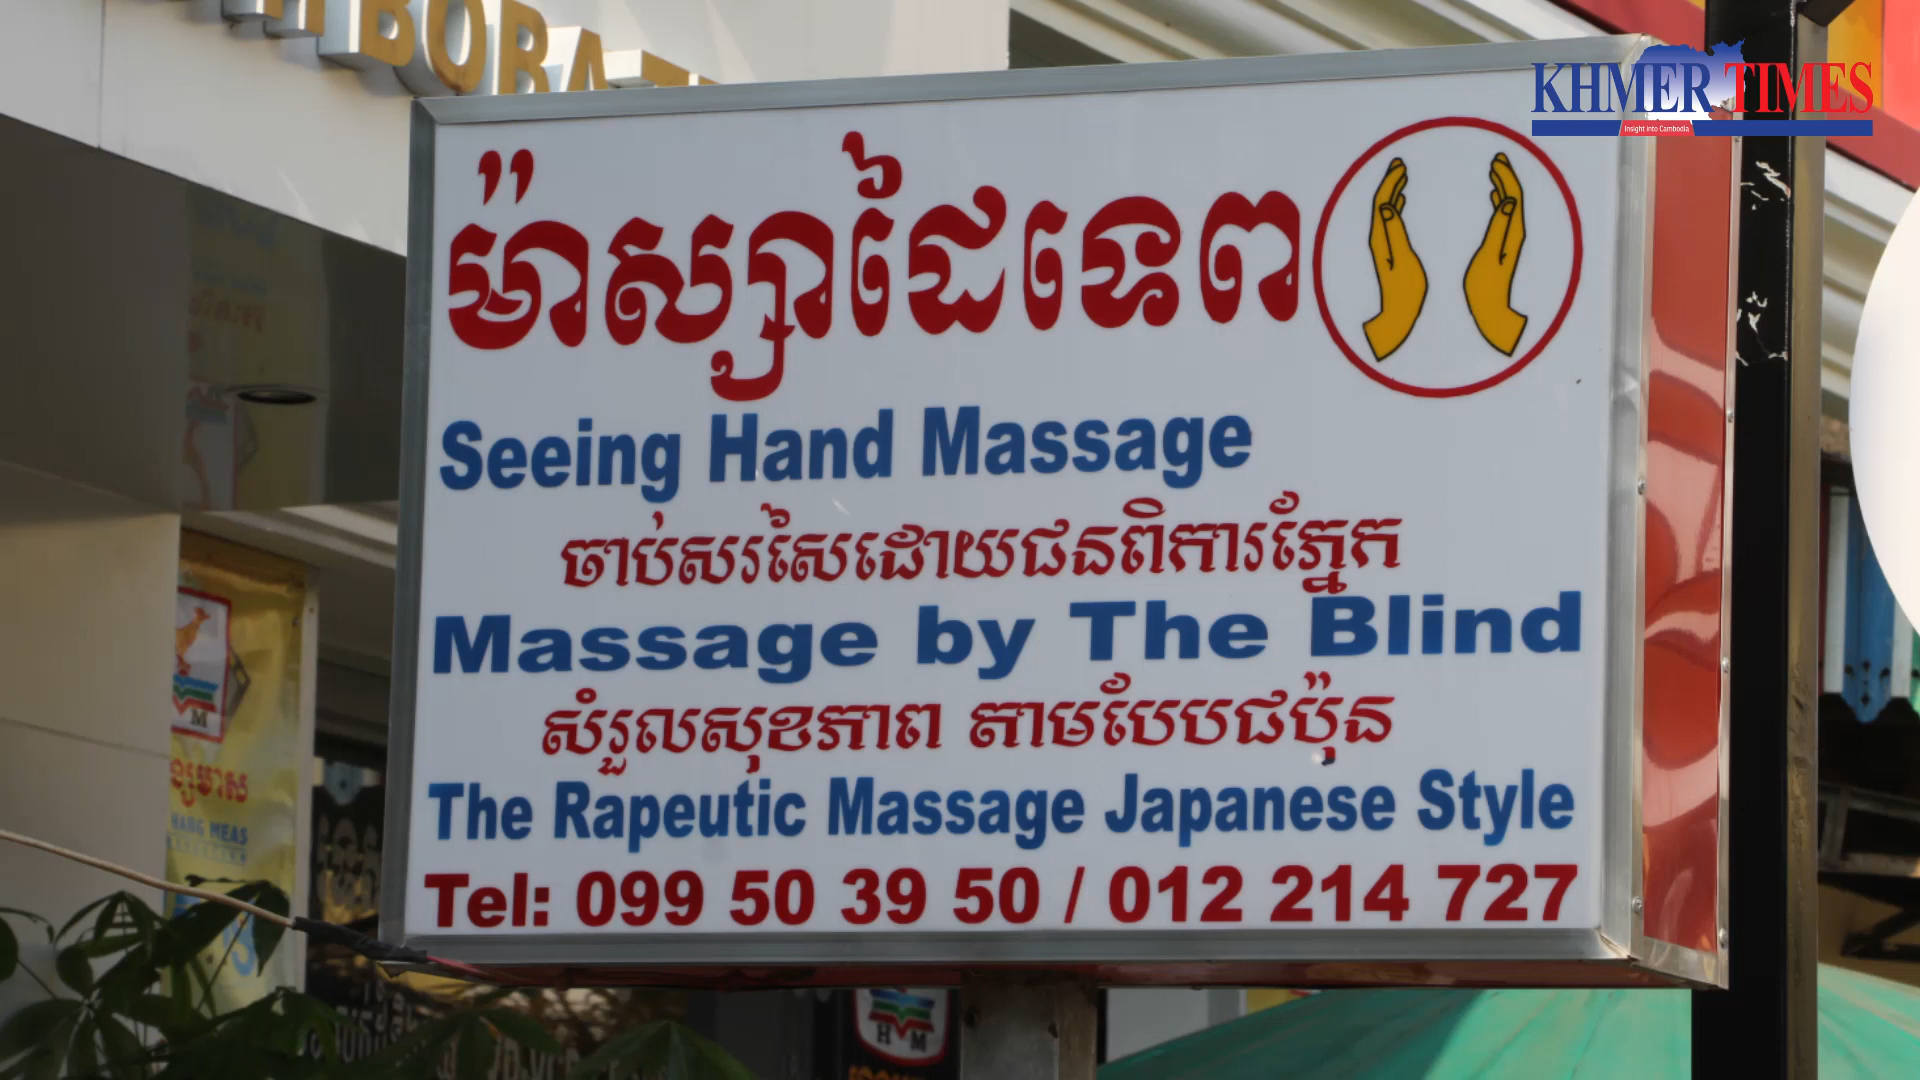 BOBA
KHMER TIMES
Insight into Cambodia
ម៉ាស្សាដៃទេព
Seeing Hand Massage
ចាប់សរសៃដោយជនពិការភ្នែក
Massage by The Blind
សំរួលសុខភាព តាមបែបជប៉ុន
The Rapeutic Massage Japanese Style
Tel: 099 50 39 50 / 012 214 727
M
HANG MEAS
H M